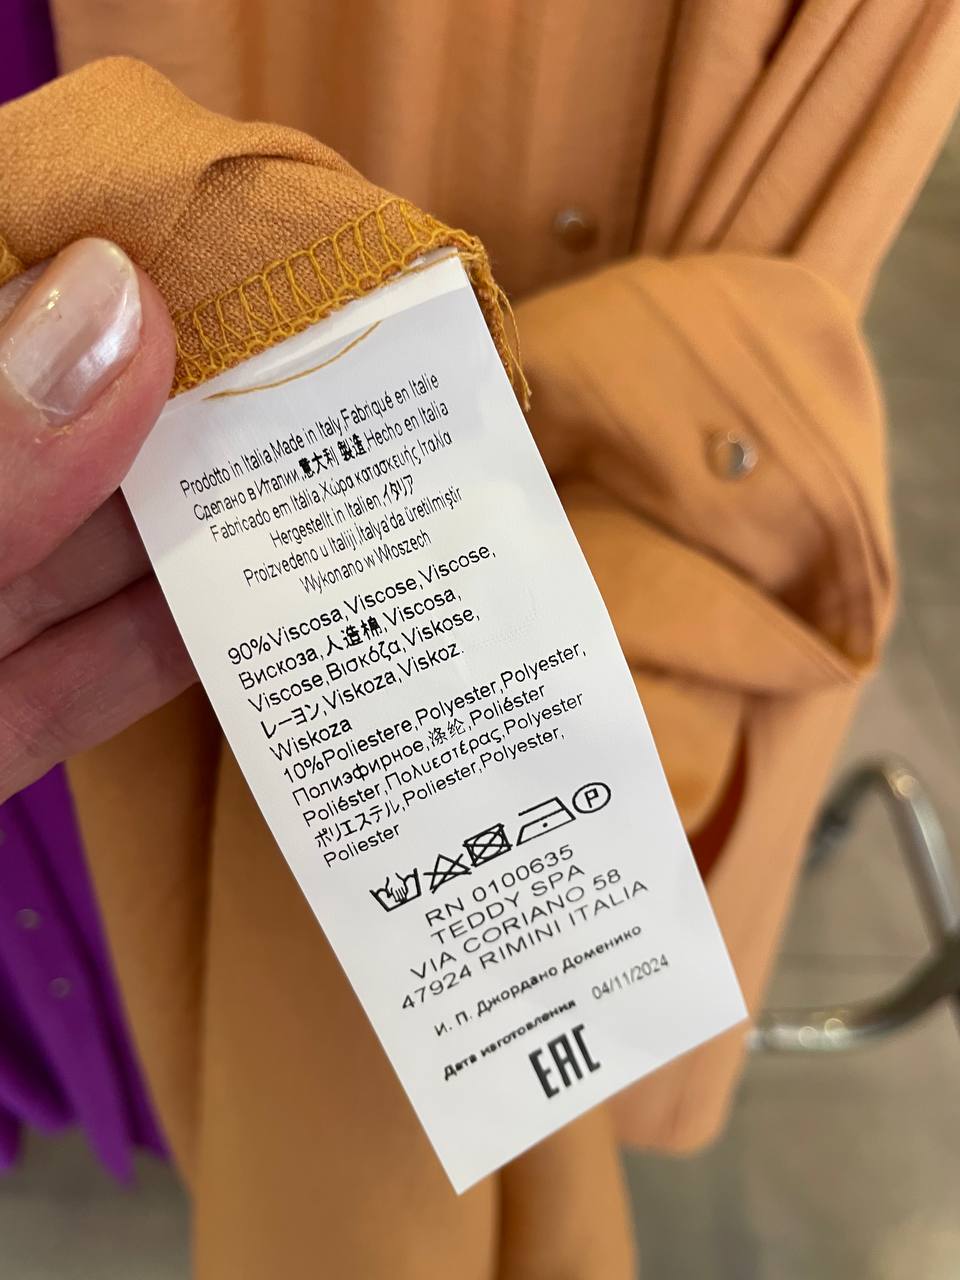 Prodotto in Italia,Made in Italy,Fabriqué en Italie
Сделано в Италии,意大利 製造,Hecho en Italia
Fabricado em Itália,Χώρα κατασκευής Ιταλία
Hergestellt in Italien,イタリア
Proizvedeno u Italiji,İtalya'da üretilmiştir
Wykonano w Włoszech
90%Viscosa,Viscose,Viscose,
Вискоза,人造棉,Viscosa,
Viscose,Βισκόζα,Viskose,
レーヨン,Viskoza,Viskoz.
Wiskoza
10%Poliestere,Polyester,Polyester,
Полиэфирное,涤纶,Poliéster
Poliéster,Πολυεστέρας,Polyester
ポリエステル,Poliester,Polyester,
Poliester
P
RN 0100635
TEDDY SPA
VIA CORIANO 58
47924 RIMINI ITALIA
И. П. Джордано Доменико
Дата изготовления 04/11/2024
EAC